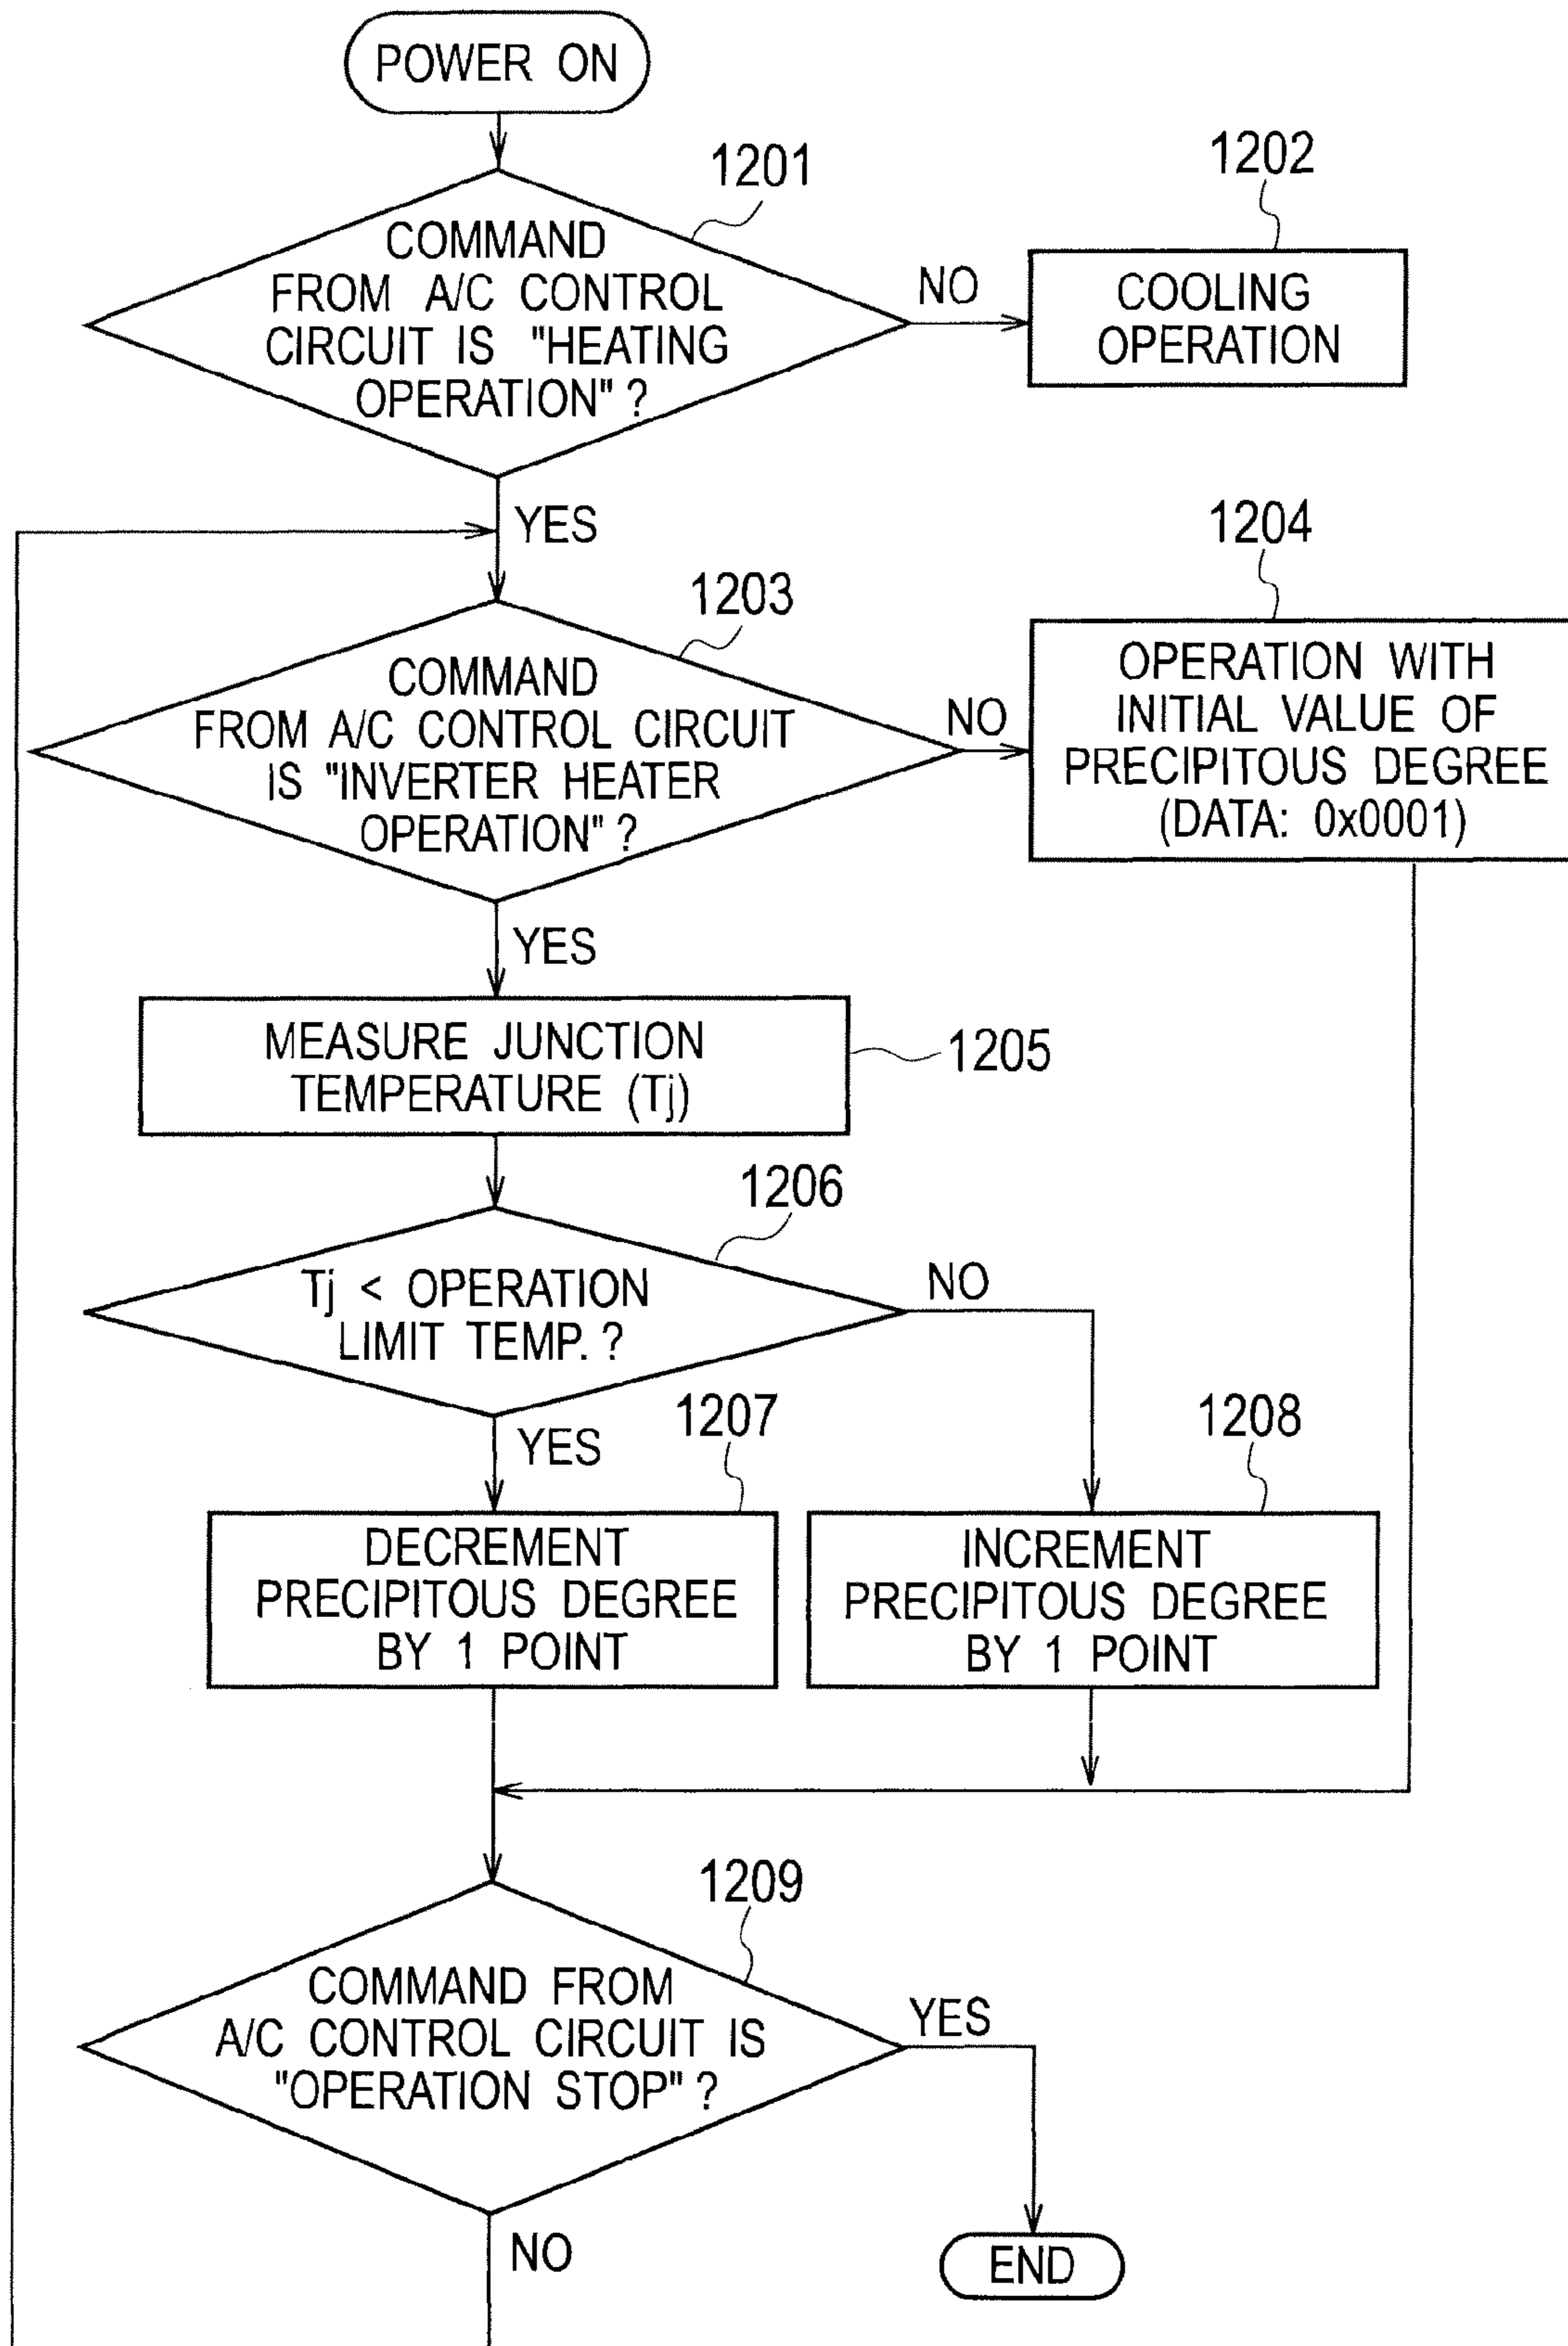 POWER ON
1201
COMMAND
FROM A/C CONTROL
CIRCUIT IS "HEATING
OPERATION" ?
NO
1202
COOLING
OPERATION
YES
1203
COMMAND
FROM A/C CONTROL CIRCUIT
IS "INVERTER HEATER
OPERATION" ?
NO
1204
OPERATION WITH
INITIAL VALUE OF
PRECIPITOUS DEGREE
(DATA: 0x0001)
YES
MEASURE JUNCTION
TEMPERATURE (Tj)
1205
1206
Tj < OPERATION
LIMIT TEMP. ?
NO
YES
1207
DECREMENT
PRECIPITOUS DEGREE
BY 1 POINT
1208
INCREMENT
PRECIPITOUS DEGREE
BY 1 POINT
1209
COMMAND FROM
A/C CONTROL CIRCUIT IS
"OPERATION STOP" ?
YES
NO
END